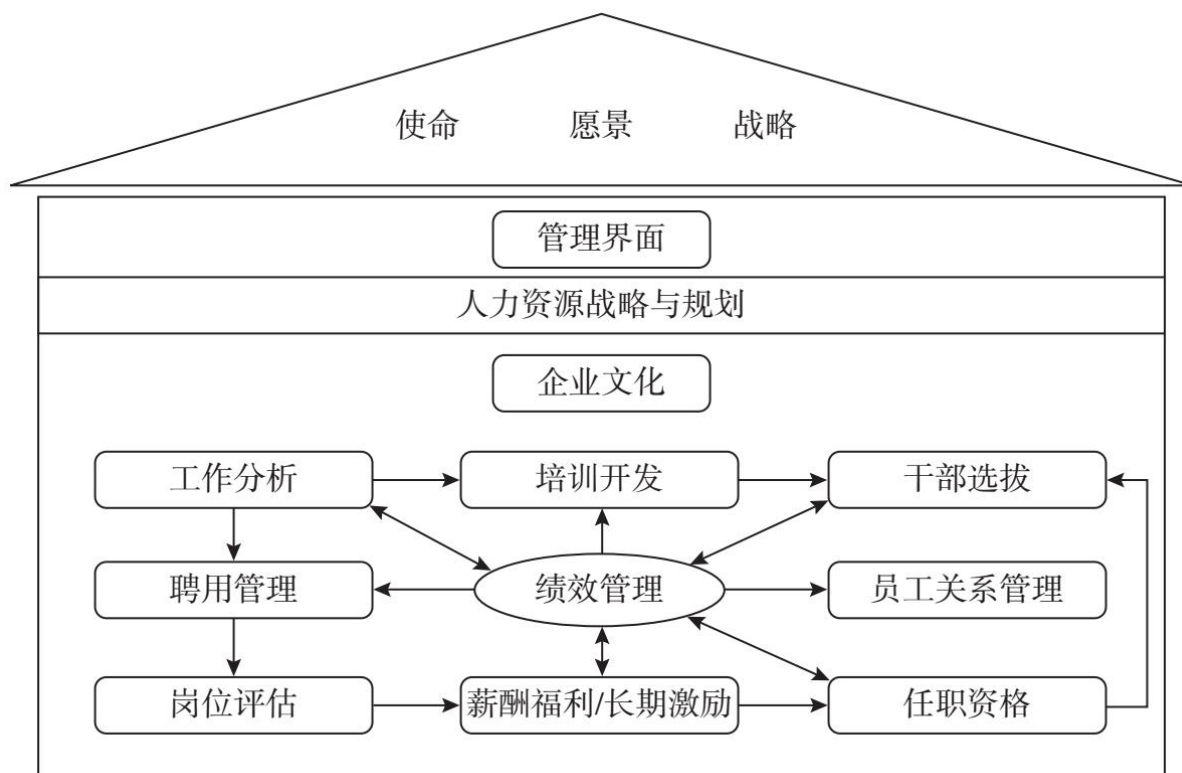 使命 愿景 战略
管理界面
人力资源战略与规划
企业文化
工作分析 培训开发 干部选拔
聘用管理 绩效管理 员工关系管理
岗位评估 薪酬福利/长期激励 任职资格